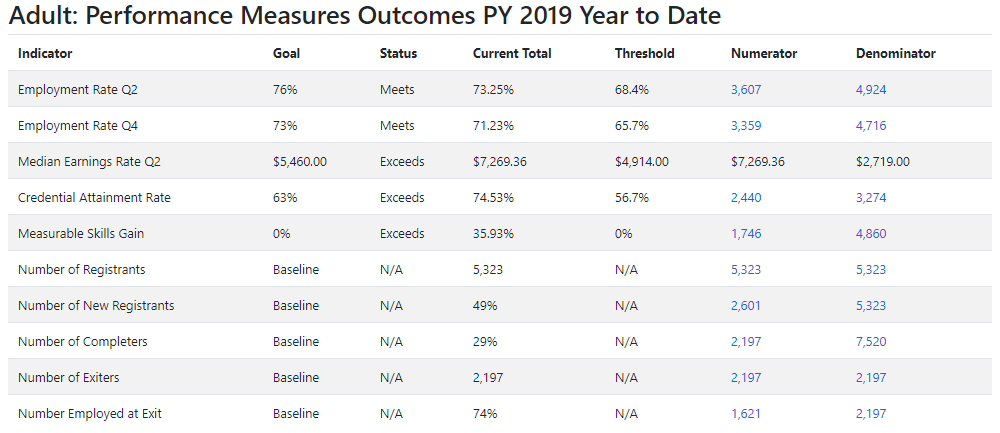 Adult: Performance Measures Outcomes PY 2019 Year to Date
Indicator Goal Status Current Total Threshold Numerator Denominator
Employment Rate Q2 76% Meets 73.25% 68.4% 3,607 4,924
Employment Rate Q4 73% Meets 71.23% 65.7% 3,359 4,716
Median Earnings Rate Q2 $5,460.00 Exceeds $7,269.36 $4,914.00 $7,269.36 $2,719.00
Credential Attainment Rate 63% Exceeds 74.53% 56.7% 2,440 3,274
Measurable Skills Gain 0% Exceeds 35.93% 0% 1,746 4,860
Number of Registrants Baseline N/A 5,323 N/A 5,323 5,323
Number of New Registrants Baseline N/A 49% N/A 2,601 5,323
Number of Completers Baseline N/A 29% N/A 2,197 7,520
Number of Exiters Baseline N/A 2,197 N/A 2,197 2,197
Number Employed at Exit Baseline N/A 74% N/A 1,621 2,197